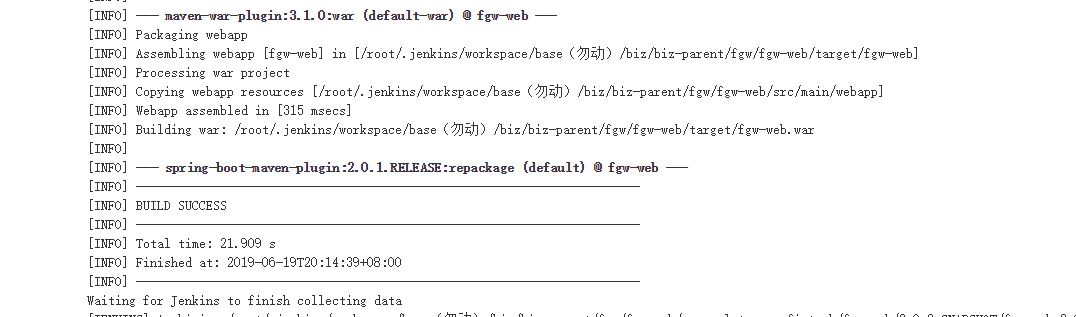 [INFO] --- maven-war-plugin:3.1.0:war (default-war) @ fgw-web ---
[INFO] Packaging webapp
[INFO] Assembling webapp [fgw-web] in [/root/.jenkins/workspace/base（勿动）/biz/biz-parent/fgw/fgw-web/target/fgw-web]
[INFO] Processing war project
[INFO] Copying webapp resources [/root/.jenkins/workspace/base（勿动）/biz/biz-parent/fgw/fgw-web/src/main/webapp]
[INFO] Webapp assembled in [315 msecs]
[INFO] Building war: /root/.jenkins/workspace/base（勿动）/biz/biz-parent/fgw/fgw-web/target/fgw-web.war
[INFO]
[INFO] --- spring-boot-maven-plugin:2.0.1.RELEASE:repackage (default) @ fgw-web ---
[INFO] ------------------------------------------------------------------------
[INFO] BUILD SUCCESS
[INFO] ------------------------------------------------------------------------
[INFO] Total time: 21.909 s
[INFO] Finished at: 2019-06-19T20:14:39+08:00
[INFO] ------------------------------------------------------------------------
Waiting for Jenkins to finish collecting data